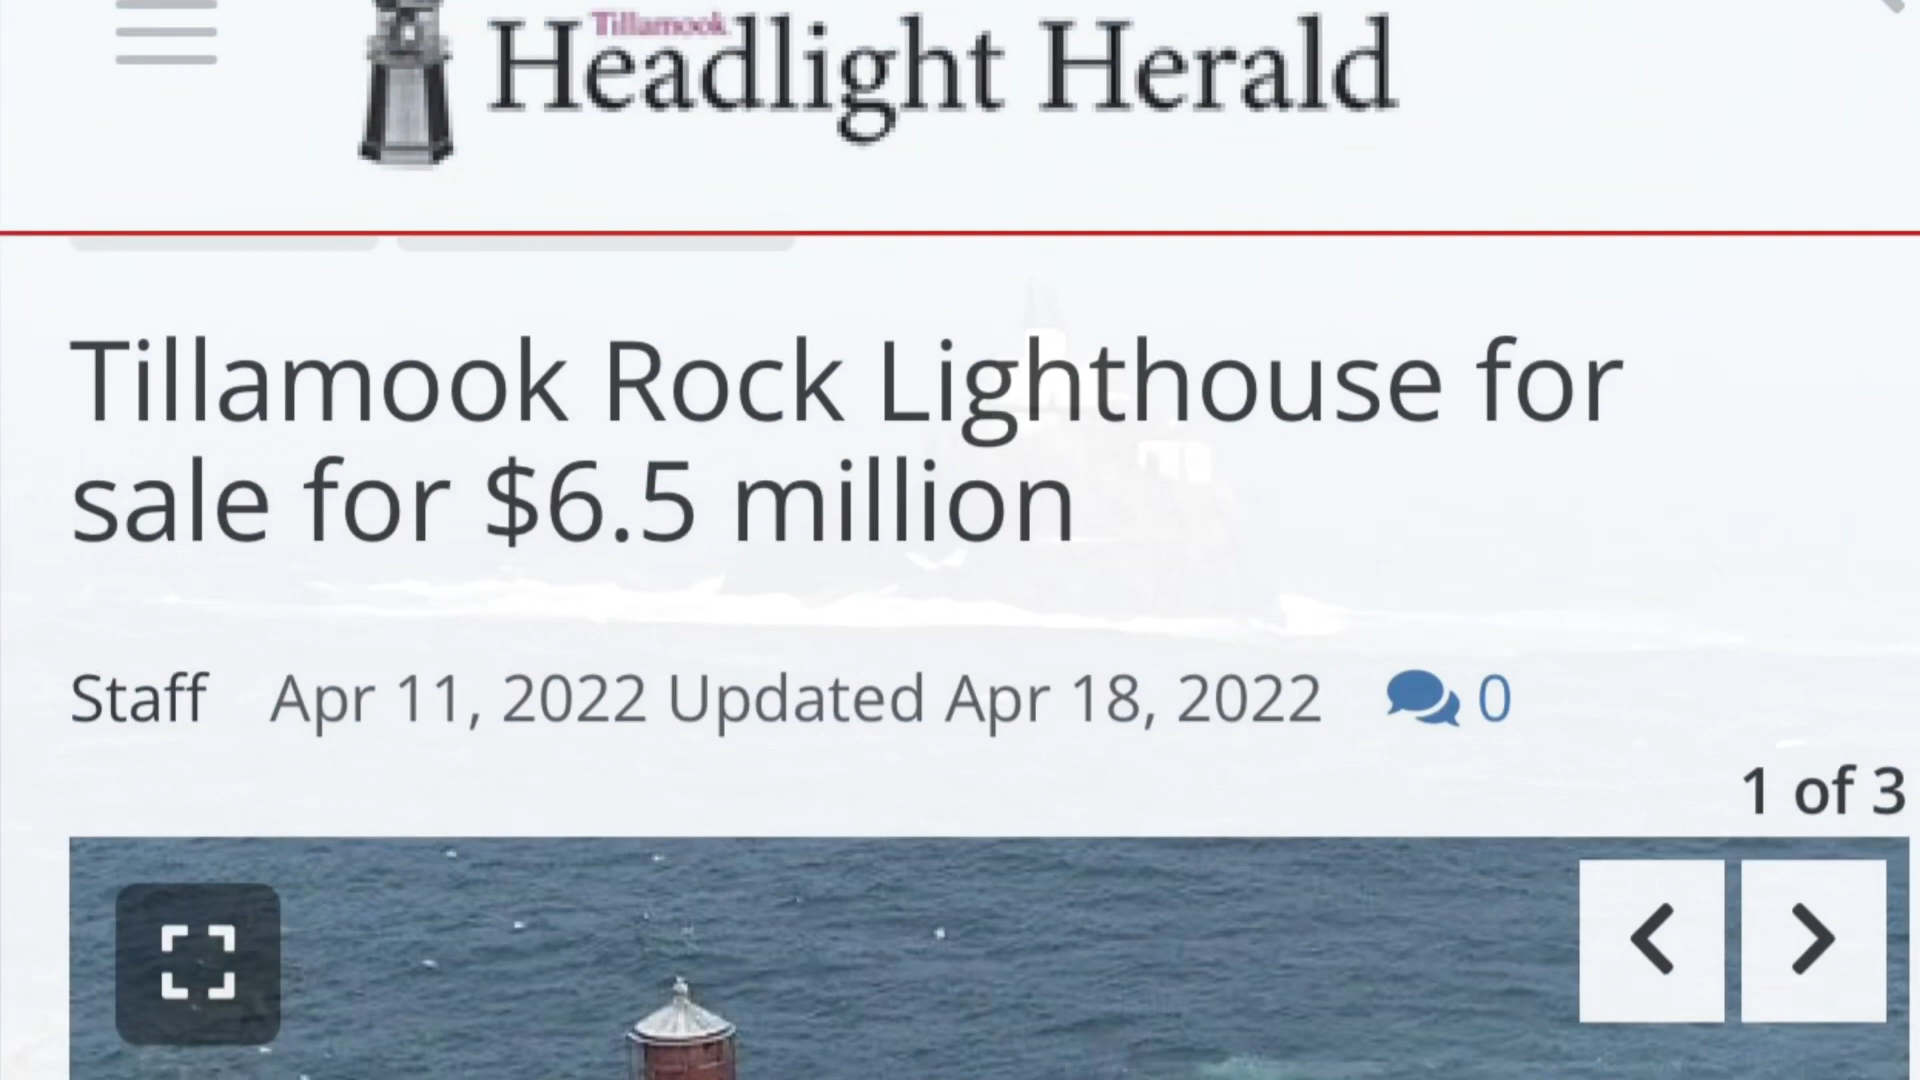 Tillamook
Headlight Herald
Tillamook Rock Lighthouse for
sale for $6.5 million
Staff Apr 11, 2022 Updated Apr 18, 2022 0
1 of 3